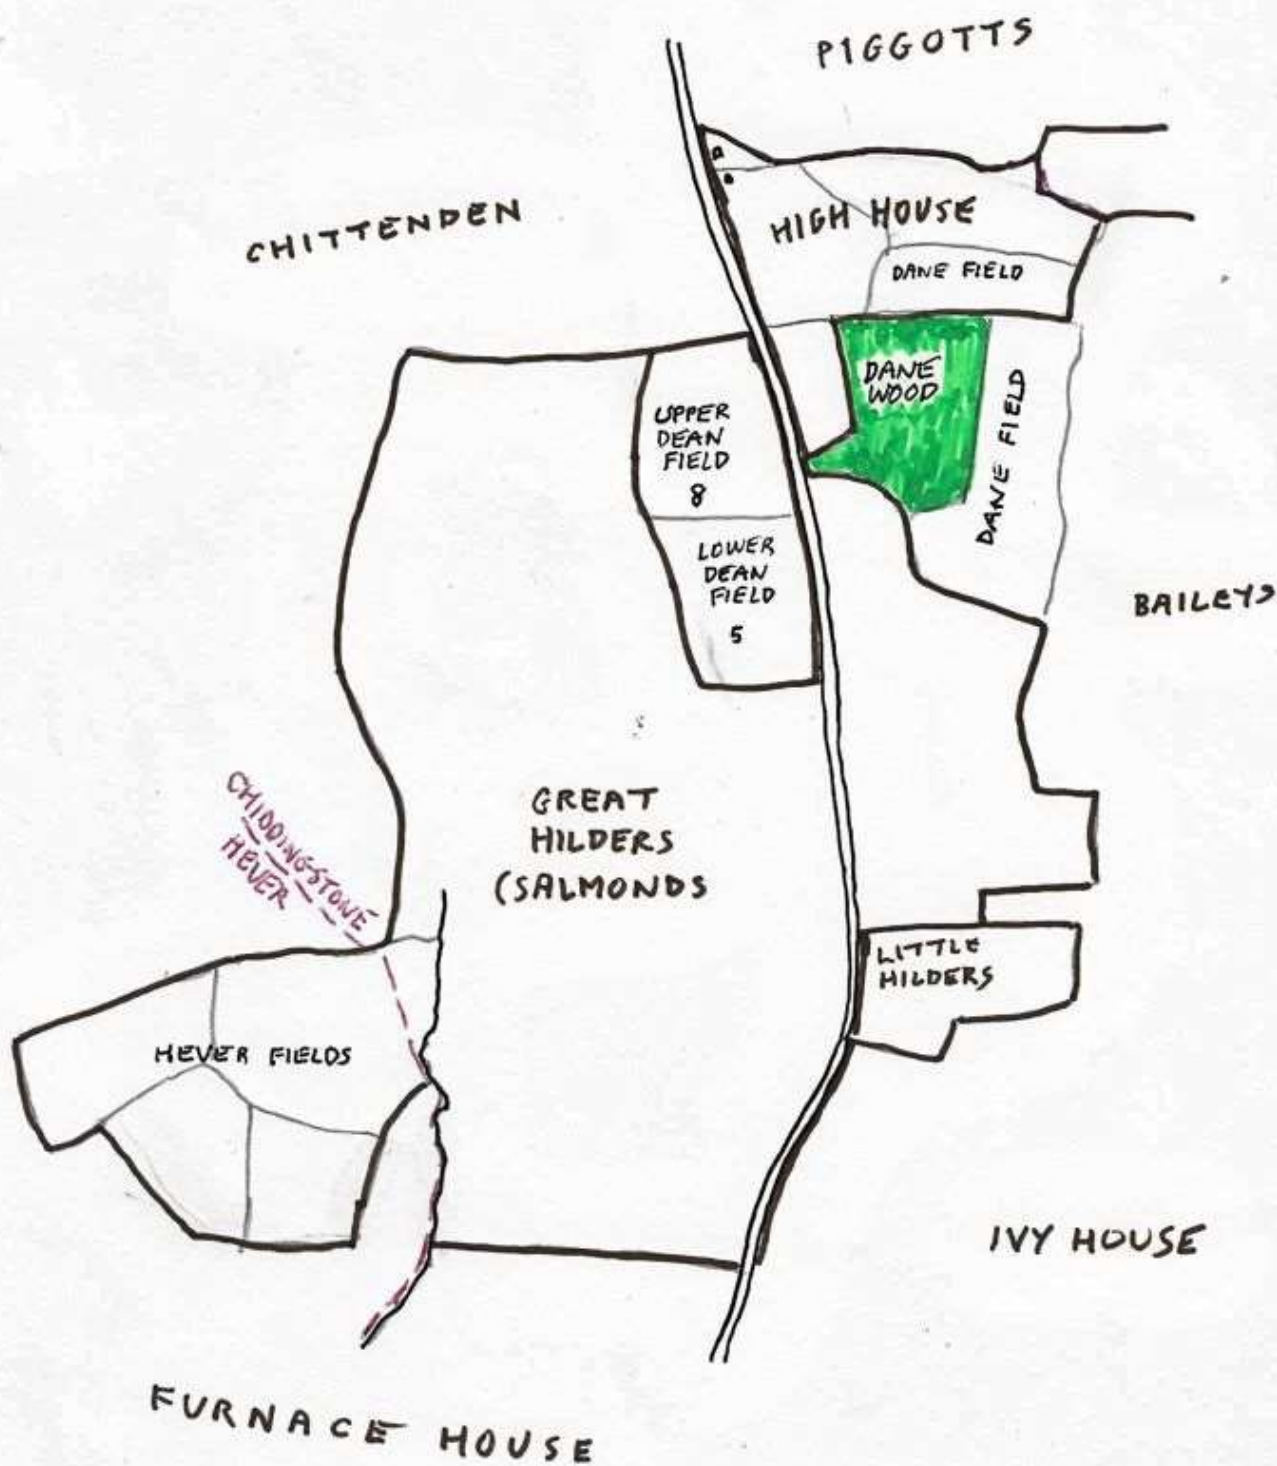 PIGGOTTS
CHITTENDEN
HIGH HOUSE
DANE FIELD
DANE
WOOD
DANE FIELD
UPPER
DEAN
FIELD
8
LOWER
DEAN
FIELD
5
BAILEYS
GREAT
HILDERS
(SALMONDS
CHIDDINGSTONE
HEVER
LITTLE
HILDERS
HEVER FIELDS
IVY HOUSE
FURNACE HOUSE